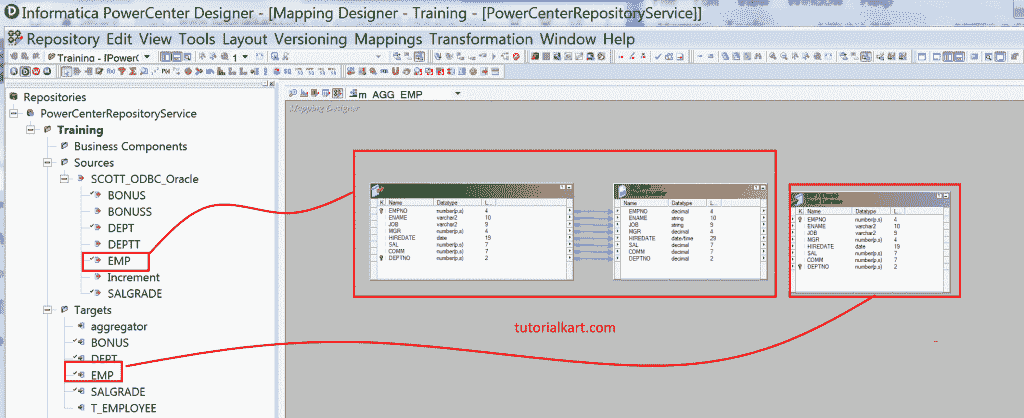 Informatica PowerCenter Designer - [Mapping Designer - Training - [PowerCenterRepositoryService]]
Repository Edit View Tools Layout Versioning Mappings Transformation Window Help
Training - [PowerC
1
m_AGG_EMP
Repositories
PowerCenterRepositoryService
Training
Business Components
Sources
SCOTT_ODBC_Oracle
BONUS
BONUSS
DEPT
DEPTT
EMP
Increment
SALGRADE
Targets
aggregator
BONUS
DEPT
EMP
SALGRADE
T_EMPLOYEE
Mapping Designer
K Name Datatype L...
EMPNO number(p,s) 4
ENAME varchar2 10
JOB varchar2 9
MGR number(p,s) 4
HIREDATE date 19
SAL number(p,s) 7
COMM number(p,s) 7
DEPTNO number(p,s) 2
Name Datatype L...
EMPNO decimal 4
ENAME string 10
JOB string 9
MGR decimal 4
HIREDATE date/time 29
SAL decimal 7
COMM decimal 7
DEPTNO decimal 2
K Name Datatype L...
EMPNO number(p,s) 4
ENAME varchar2 10
JOB varchar2 9
MGR number(p,s) 4
HIREDATE date 19
SAL number(p,s) 7
COMM number(p,s) 7
DEPTNO number(p,s) 2
tutorialkart.com